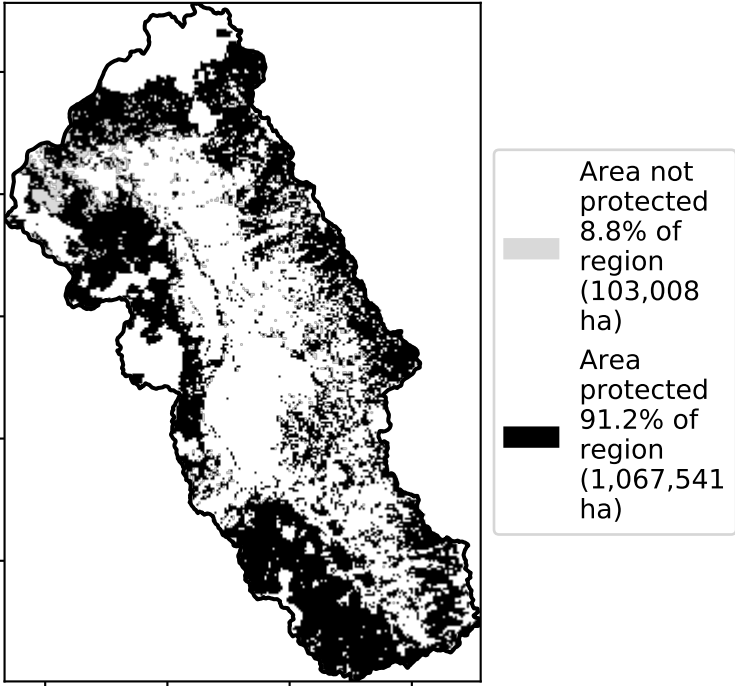 Area not
protected
8.8% of
region
(103,008
ha)
Area
protected
91.2% of
region
(1,067,541
ha)